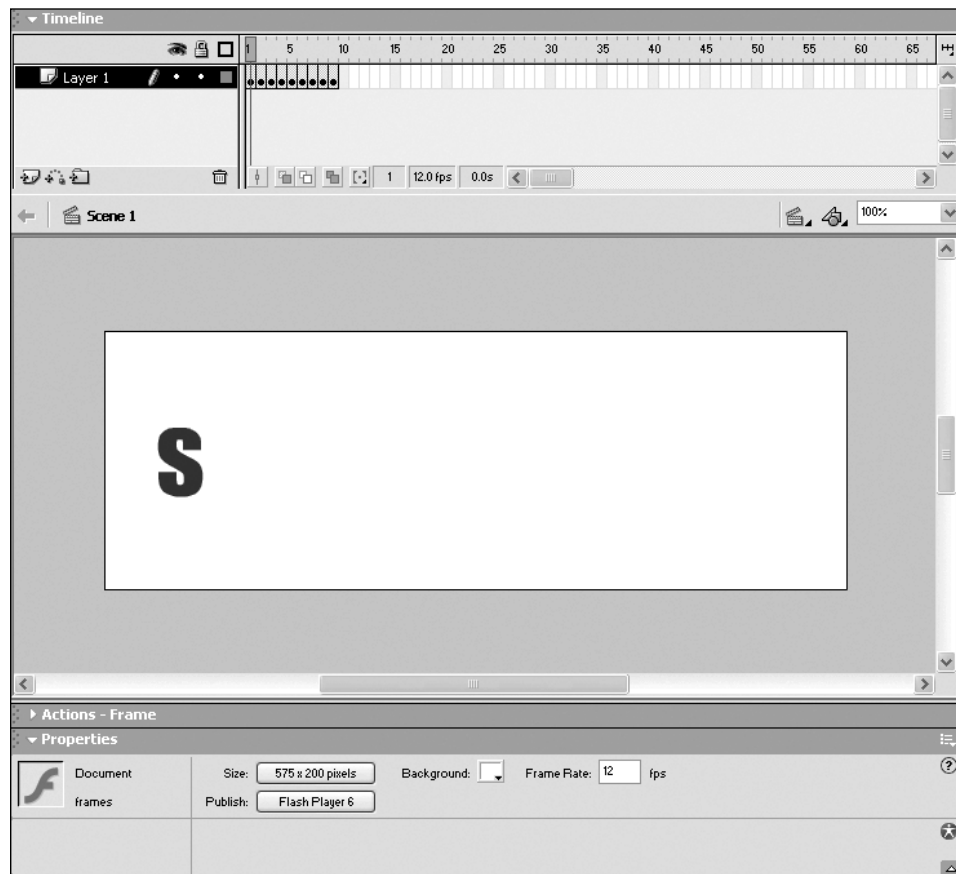 Timeline
1 5 10 15 20 25 30 35 40 45 50 55 60 65
Layer 1
1 12.0 fps 0.0s
Scene 1
100%
S
Actions - Frame
Properties
Document Size: 575 x 200 pixels Background: Frame Rate: 12 fps
frames Publish: Flash Player 6